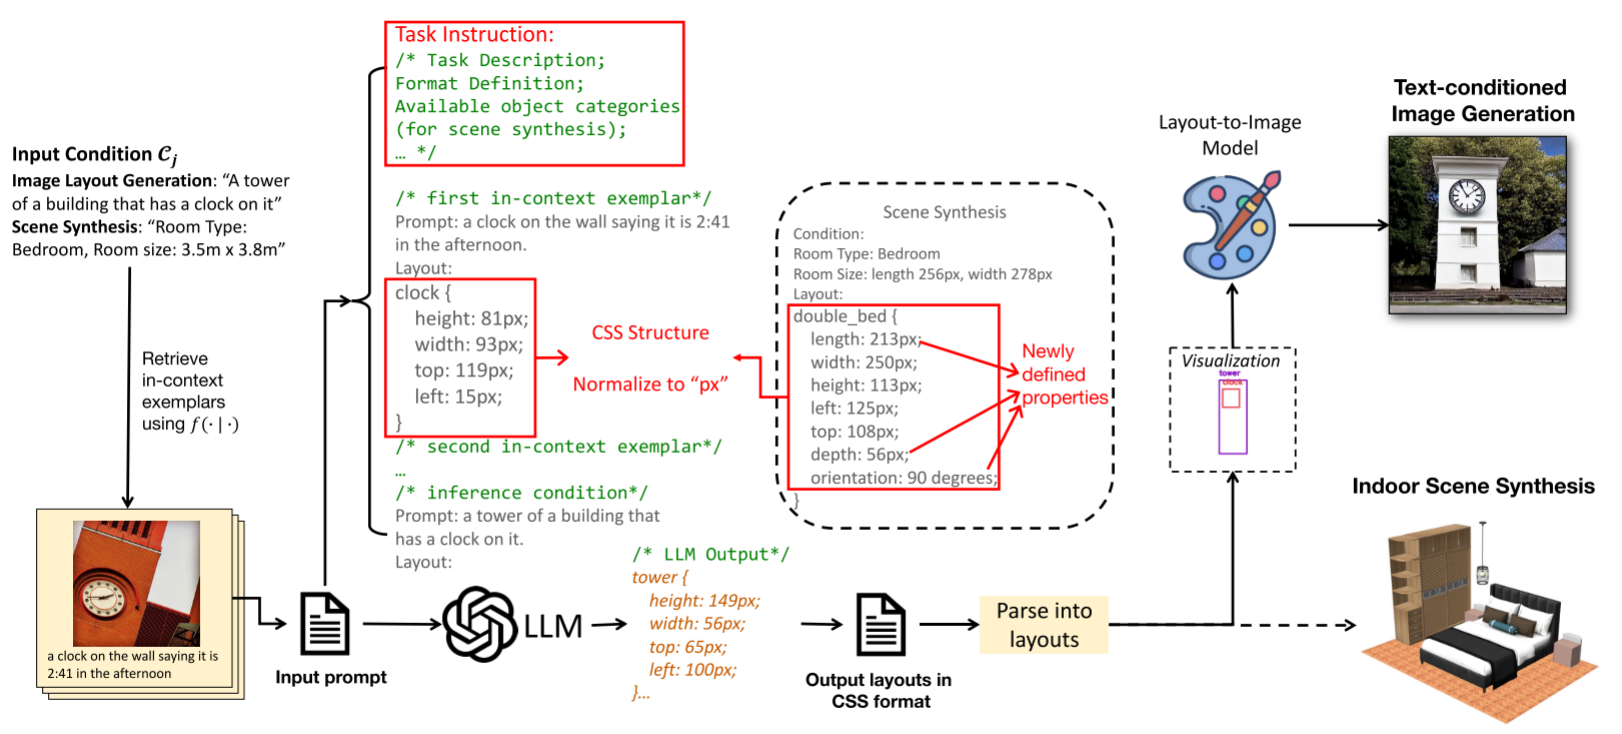 Input Condition 𝒞ⱼ
Image Layout Generation: “A tower
of a building that has a clock on it”
Scene Synthesis: “Room Type:
Bedroom, Room size: 3.5m x 3.8m”
Retrieve
in-context
exemplars
using f(· | ·)
a clock on the wall saying it is
2:41 in the afternoon
Input prompt
Task Instruction:
/* Task Description;
Format Definition;
Available object categories
(for scene synthesis);
… */
/* first in-context exemplar*/
Prompt: a clock on the wall saying it is 2:41
in the afternoon.
Layout:
clock {
height: 81px;
width: 93px;
top: 119px;
left: 15px;
}
/* second in-context exemplar*/
…
/* inference condition*/
Prompt: a tower of a building that
has a clock on it.
Layout:
CSS Structure
Normalize to “px”
Scene Synthesis
Condition:
Room Type: Bedroom
Room Size: length 256px, width 278px
Layout:
double_bed {
length: 213px;
width: 250px;
height: 113px;
left: 125px;
top: 108px;
depth: 56px;
orientation: 90 degrees;
}
Newly
defined
properties
LLM
/* LLM Output*/
tower {
height: 149px;
width: 56px;
top: 65px;
left: 100px;
}…
Output layouts in
CSS format
Parse into
layouts
Visualization
tower
clock
Layout-to-Image
Model
Text-conditioned
Image Generation
Indoor Scene Synthesis